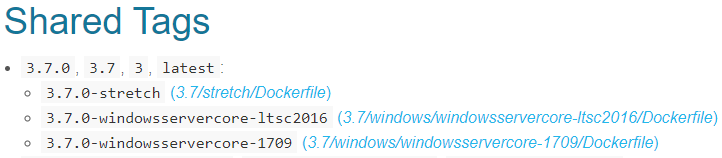 Shared Tags
• 3.7.0, 3.7, 3, latest:
○ 3.7.0-stretch (3.7/stretch/Dockerfile)
○ 3.7.0-windowsservercore-ltsc2016 (3.7/windows/windowsservercore-ltsc2016/Dockerfile)
○ 3.7.0-windowsservercore-1709 (3.7/windows/windowsservercore-1709/Dockerfile)